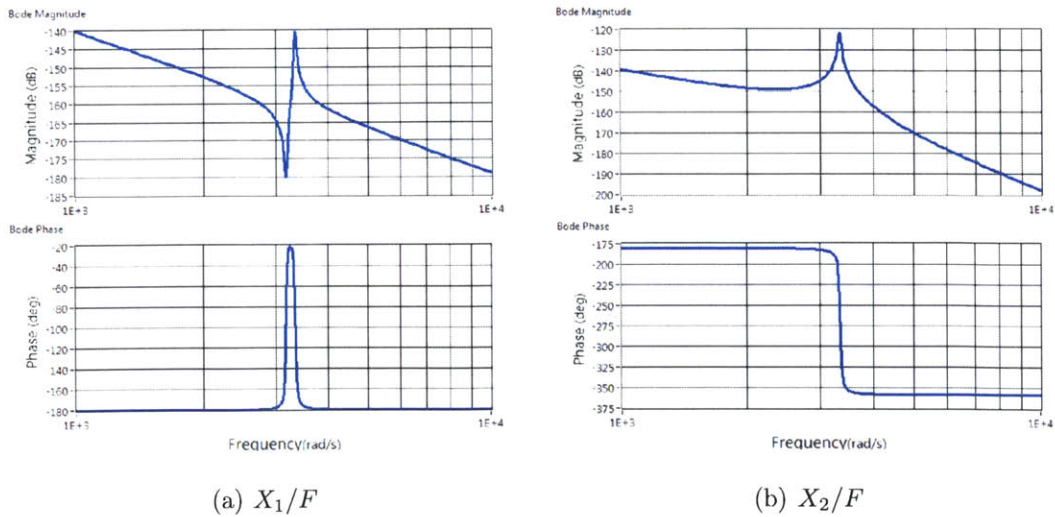 Bode Magnitude
Magnitude (dB)
-140
-145
-150
-155
-160
-165
-170
-175
-180
-185
1E+3
1E+4
Bode Phase
Phase (deg)
-20
-40
-60
-80
-100
-120
-140
-160
-180
1E+3
1E+4
Frequency(rad/s)
(a) X₁/F
Bode Magnitude
Magnitude (dB)
-120
-130
-140
-150
-160
-170
-180
-190
-200
1E+3
1E+4
Bode Phase
Phase (deg)
-175
-200
-225
-250
-275
-300
-325
-350
-375
1E+3
1E+4
Frequency(rad/s)
(b) X₂/F